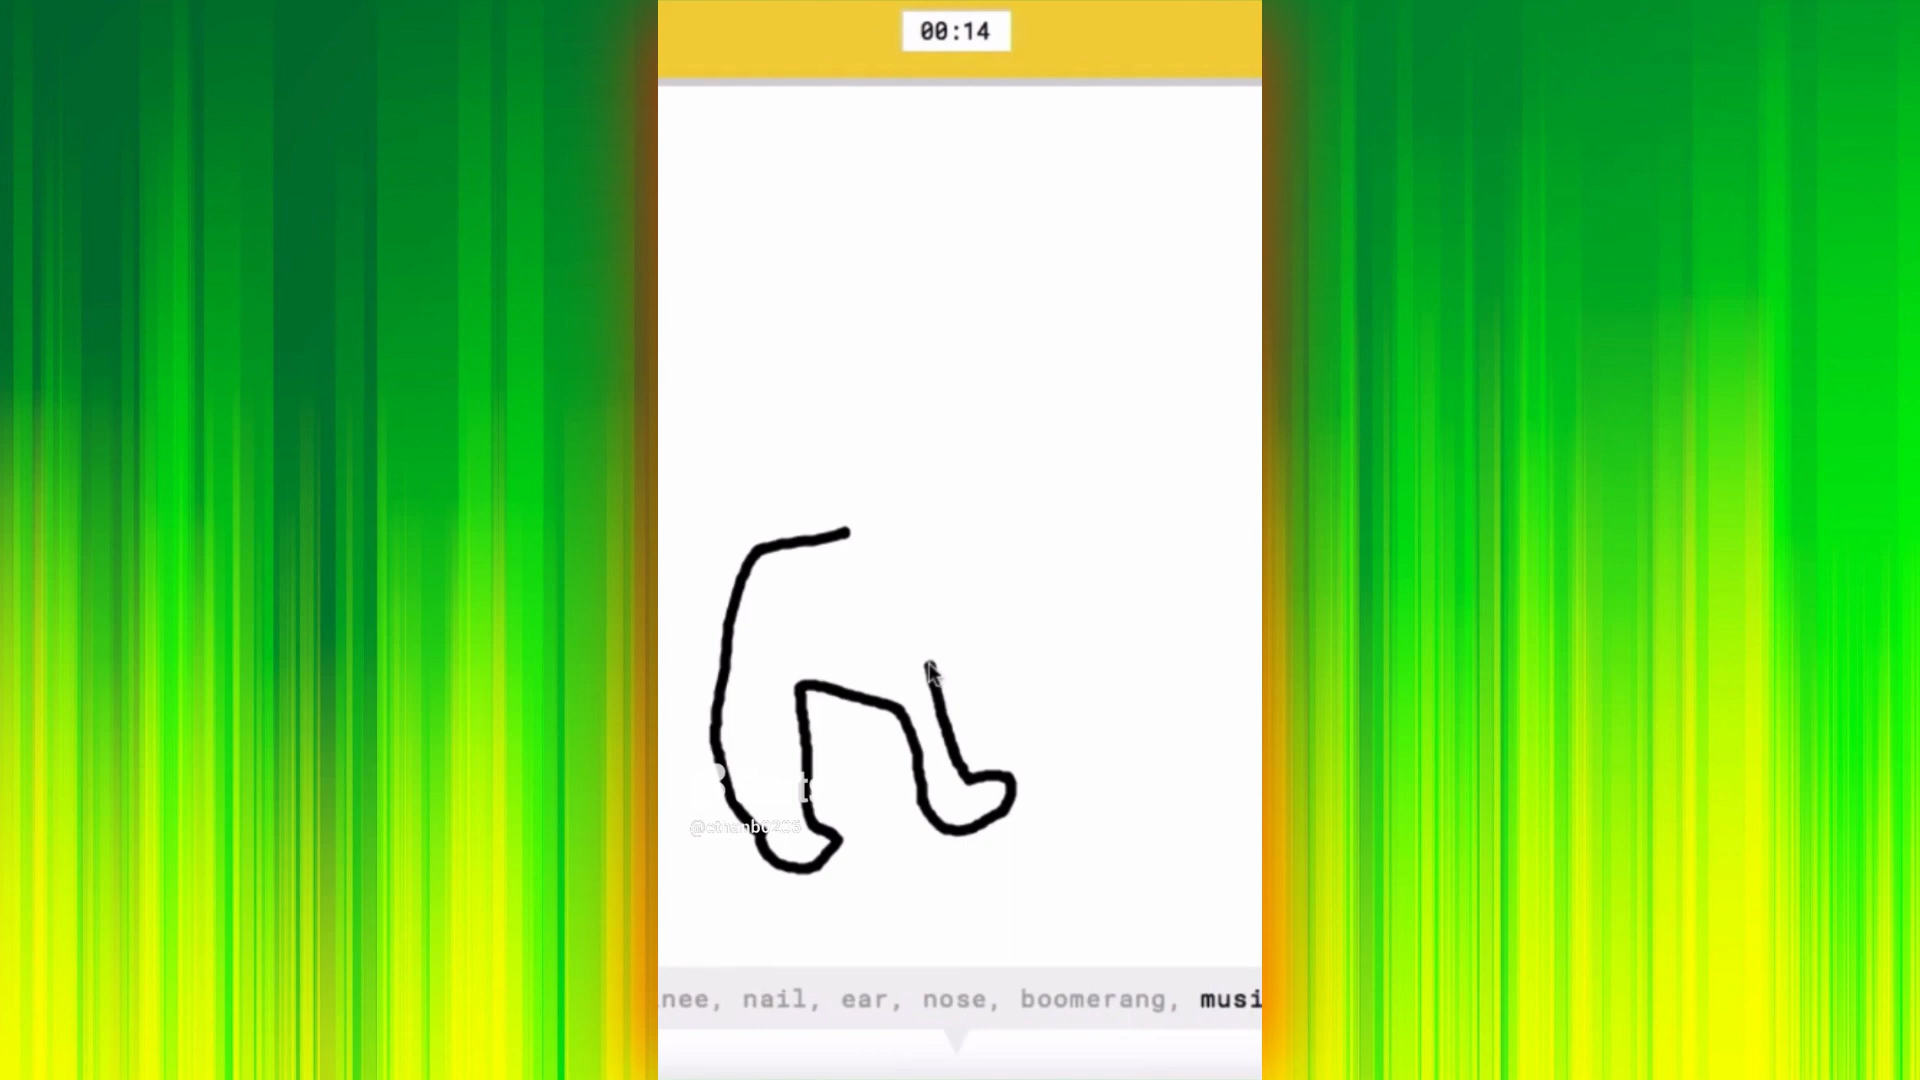 00:14
nee, nail, ear, nose, boomerang, musi